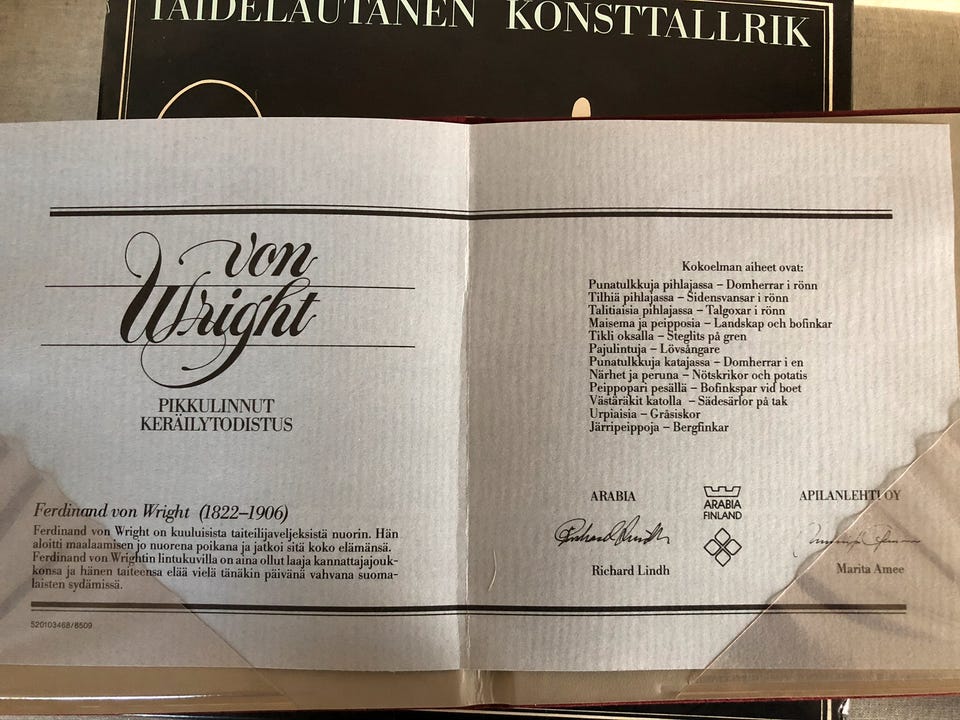 TAIDELAUTANEN KONSTTALLRIK
von
Wright
PIKKULINNUT
KERÄILYTODISTUS
Ferdinand von Wright (1822–1906)
Ferdinand von Wright on kuuluisista taiteilijaveljeksistä nuorin. Hän
aloitti maalaamisen jo nuorena poikana ja jatkoi sitä koko elämänsä.
Ferdinand von Wrightin lintukuvilla on aina ollut laaja kannattajajouk-
konsa ja hänen taiteensa elää vielä tänäkin päivänä vahvana suoma-
laisten sydämissä.
520103468/8509
Kokoelman aiheet ovat:
Punatulkkuja pihlajassa – Domherrar i rönn
Tilhiä pihlajassa – Sidensvansar i rönn
Talitiaisia pihlajassa – Talgoxar i rönn
Maisema ja peipposia – Landskap och bofinkar
Tikli oksalla – Steglits på gren
Pajulintuja – Lövsångare
Punatulkkuja katajassa – Domherrar i en
Närhet ja peruna – Nötskrikor och potatis
Peippopari pesällä – Bofinkspar vid boet
Västäräkit katolla – Sädesärlor på tak
Urpiaisia – Gråsiskor
Järripeippoja – Bergfinkar
ARABIA
ARABIA
FINLAND
APILANLEHTI OY
Richard Lindh
Richard Lindh
Marita Amee